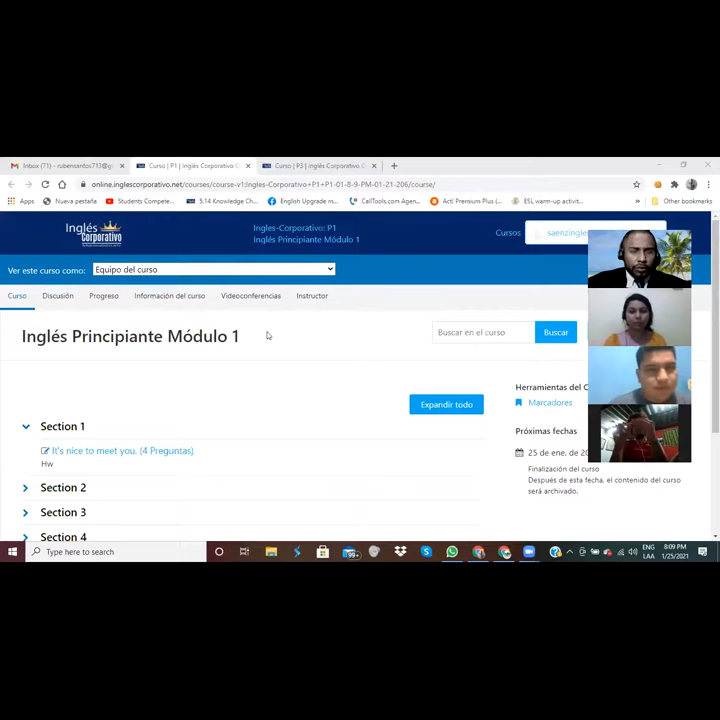 Inbox (71) - rubensantos713@g
Curso | P1 | Inglés Corporativo
Curso | P3 | Inglés Corporativo
online.inglescorporativo.net/courses/course-v1:Ingles-Corporativo+P1+P1-01-8-9-PM-01-21-206/course/
Apps
Nueva pestaña
Students Compete...
5.14 Knowledge Ch...
English Upgrade m...
CallTools.com Agen...
Act! Premium Plus (...
ESL warm-up activit...
Other bookmarks
Inglés
Corporativo
Ingles-Corporativo: P1
Inglés Principiante Módulo 1
Cursos
saenzingles
Ver este curso como:
Equipo del curso
Curso
Discusión
Progreso
Información del curso
Videoconferencias
Instructor
Inglés Principiante Módulo 1
Buscar en el curso
Buscar
Expandir todo
Herramientas del C
Marcadores
Section 1
It's nice to meet you. (4 Preguntas)
Hw
Section 2
Section 3
Section 4
Próximas fechas
25 de ene. de 20
Finalización del curso
Después de esta fecha, el contenido del curso
será archivado.
Type here to search
99+
ENG
LAA
8:09 PM
1/25/2021